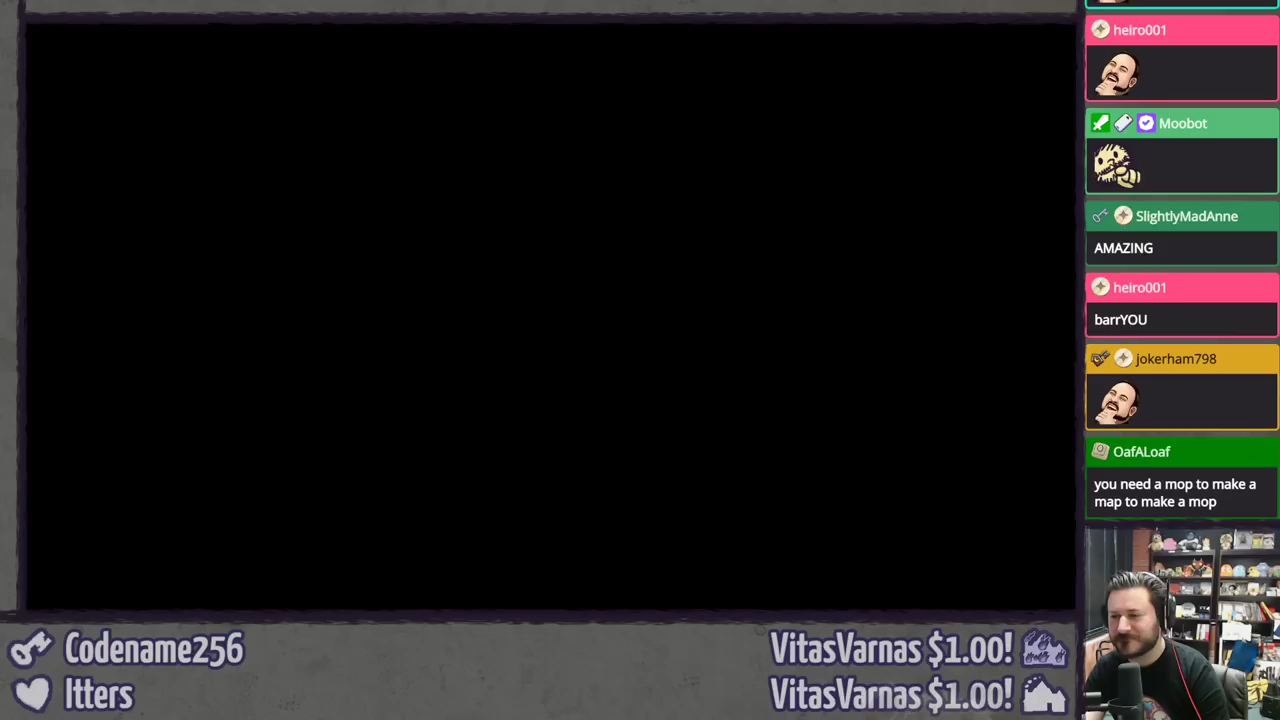 heiro001
Moobot
SlightlyMadAnne
AMAZING
heiro001
barrYOU
jokerham798
OafALoaf
you need a mop to make a
map to make a mop
Codename256
Itters
VitasVarnas $1.00!
VitasVarnas $1.00!